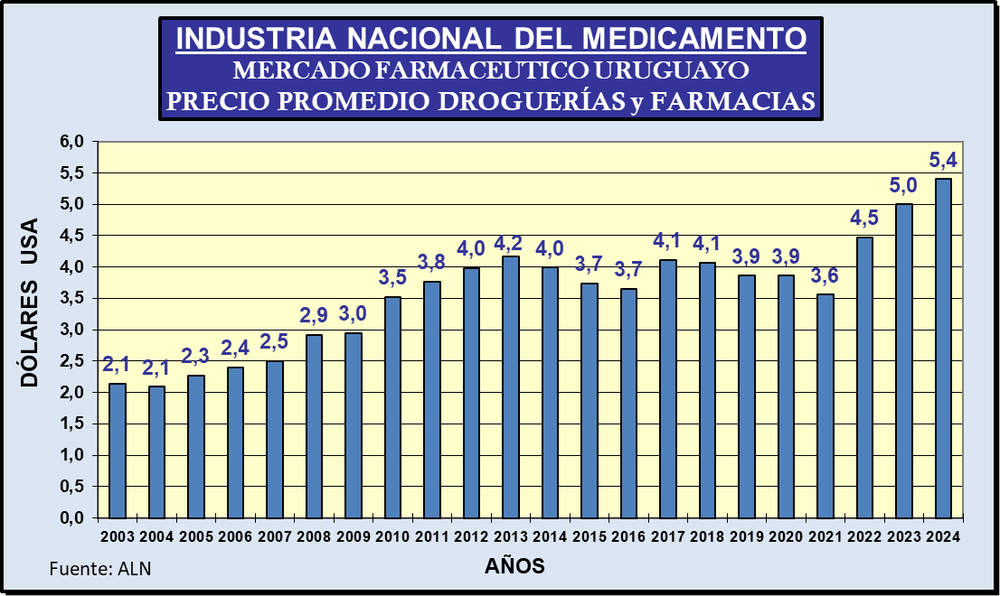 INDUSTRIA NACIONAL DEL MEDICAMENTO
MERCADO FARMACEUTICO URUGUAYO
PRECIO PROMEDIO DROGUERÍAS y FARMACIAS
DÓLARES USA
6,0
5,5
5,0
4,5
4,0
3,5
3,0
2,5
2,0
1,5
1,0
0,5
0,0
2,1 2,1 2,3 2,4 2,5 2,9 3,0 3,5 3,8 4,0 4,2 4,0 3,7 3,7 4,1 4,1 3,9 3,9 3,6 4,5 5,0 5,4
2003 2004 2005 2006 2007 2008 2009 2010 2011 2012 2013 2014 2015 2016 2017 2018 2019 2020 2021 2022 2023 2024
AÑOS
Fuente: ALN